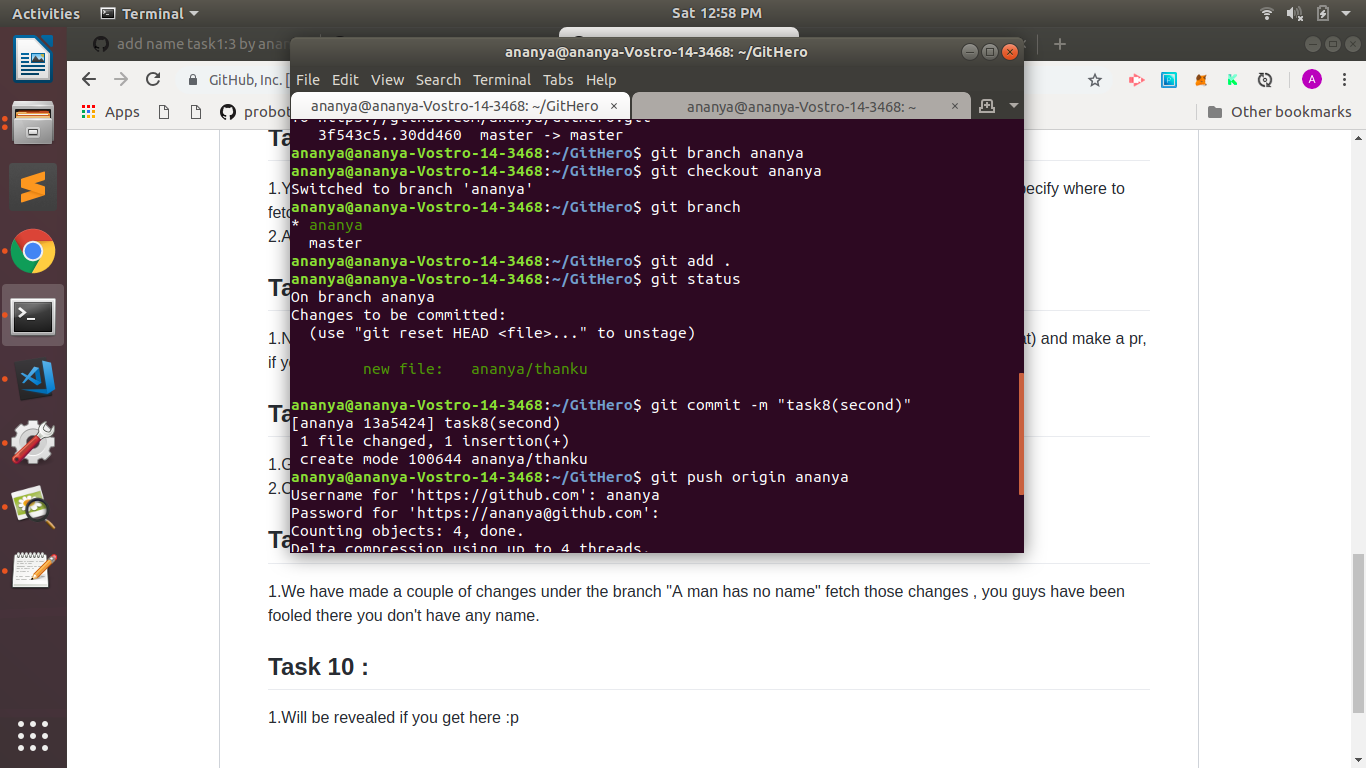 Activities Terminal Sat 12:58 PM
add name task1:3 by ana
ananya@ananya-Vostro-14-3468: ~/GitHero
File Edit View Search Terminal Tabs Help
GitHub, Inc. [
ananya@ananya-Vostro-14-3468: ~/GitHero × ananya@ananya-Vostro-14-3468: ~ ×
A
Apps probot Other bookmarks
To https://github.com/ananya/GitHero.git
3f543c5..30dd460 master -> master
ananya@ananya-Vostro-14-3468:~/GitHero$ git branch ananya
ananya@ananya-Vostro-14-3468:~/GitHero$ git checkout ananya
Switched to branch 'ananya'
ananya@ananya-Vostro-14-3468:~/GitHero$ git branch
* ananya
master
ananya@ananya-Vostro-14-3468:~/GitHero$ git add .
ananya@ananya-Vostro-14-3468:~/GitHero$ git status
On branch ananya
Changes to be committed:
(use "git reset HEAD <file>..." to unstage)
new file: ananya/thanku
ananya@ananya-Vostro-14-3468:~/GitHero$ git commit -m "task8(second)"
[ananya 13a5424] task8(second)
1 file changed, 1 insertion(+)
create mode 100644 ananya/thanku
ananya@ananya-Vostro-14-3468:~/GitHero$ git push origin ananya
Username for 'https://github.com': ananya
Password for 'https://ananya@github.com':
Counting objects: 4, done.
Delta compression using up to 4 threads.
Ta
1.Y
ecify where to
fetc
2.A
Ta
1.N
at) and make a pr,
if y
Ta
1.G
2.C
Ta
1.We have made a couple of changes under the branch "A man has no name" fetch those changes , you guys have been
fooled there you don't have any name.
Task 10 :
1.Will be revealed if you get here :p